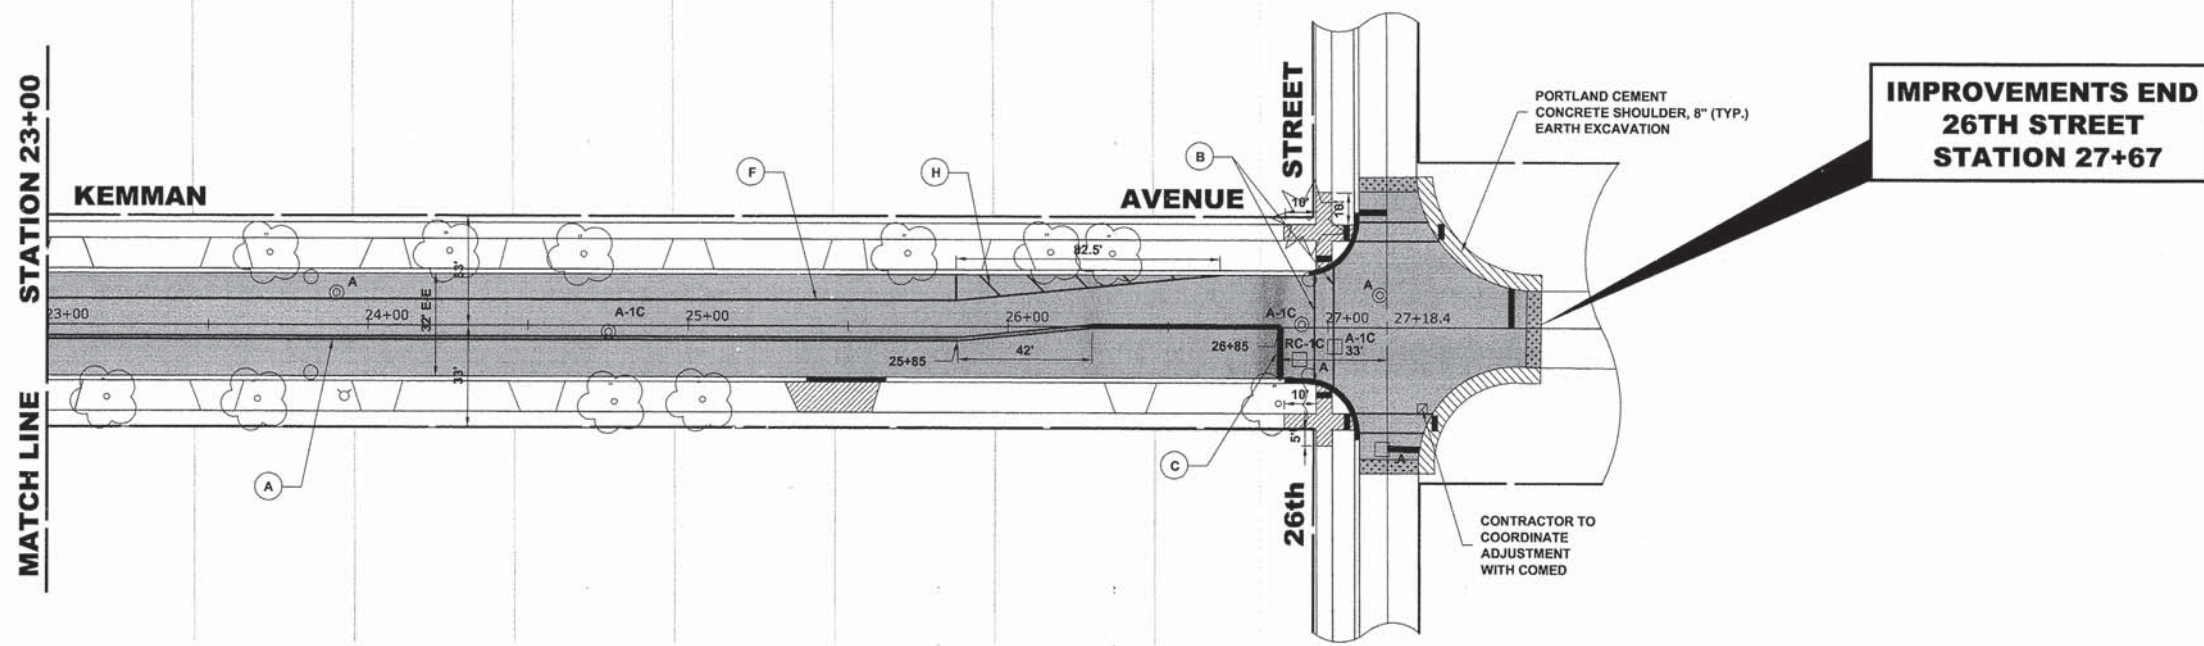 MATCH LINE STATION 23+00
KEMMAN
AVENUE
26th STREET
IMPROVEMENTS END
26TH STREET
STATION 27+67
PORTLAND CEMENT
CONCRETE SHOULDER, 8" (TYP.)
EARTH EXCAVATION
F
H
B
10'
10'
82.5'
33'
A
A
23+00
24+00
32' E-E
A-1C
25+00
26+00
A-1C
27+00
27+18.4
25+85
42'
26+85
RC-1C
A-1C
33'
A
33'
10'
5'
A
A
C
CONTRACTOR TO
COORDINATE
ADJUSTMENT
WITH COMED